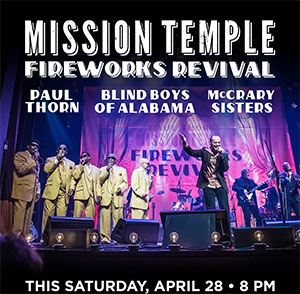 MISSION TEMPLE
FIREWORKS REVIVAL
PAUL THORN
BLIND BOYS OF ALABAMA
McCRARY SISTERS
FIREWORKS
REVIVAL
THIS SATURDAY, APRIL 28 • 8 PM